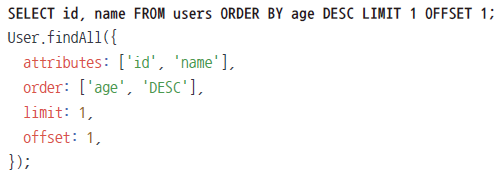 SELECT id, name FROM users ORDER BY age DESC LIMIT 1 OFFSET 1;
User.findAll({
  attributes: ['id', 'name'],
  order: ['age', 'DESC'],
  limit: 1,
  offset: 1,
});